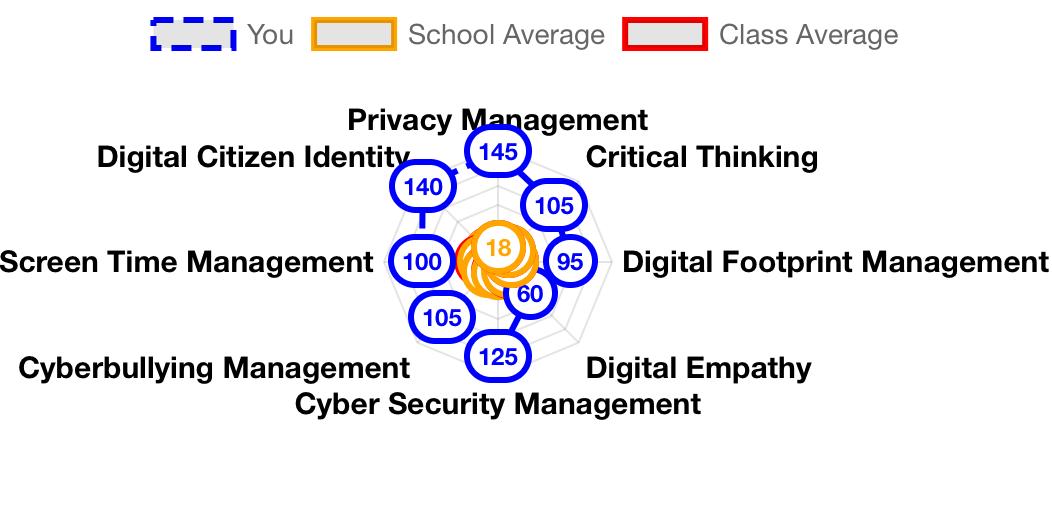 You School Average Class Average
Privacy Management
Digital Citizen Identity Critical Thinking
145
140
105
18
Screen Time Management 100 95 Digital Footprint Management
60
105
125
Cyberbullying Management Digital Empathy
Cyber Security Management